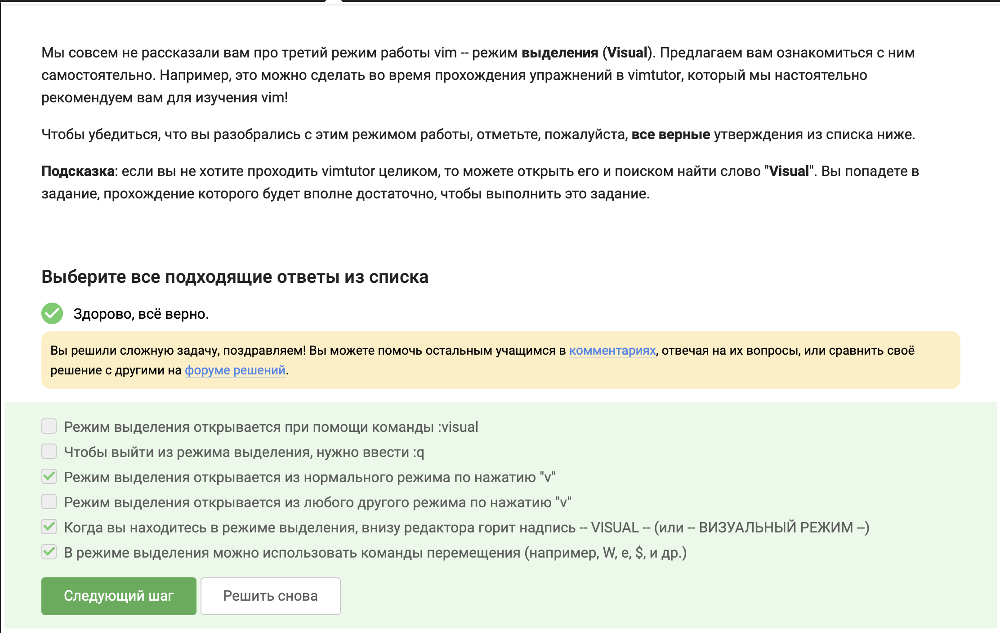 Мы совсем не рассказали вам про третий режим работы vim -- режим выделения (Visual). Предлагаем вам ознакомиться с ним
самостоятельно. Например, это можно сделать во время прохождения упражнений в vimtutor, который мы настоятельно
рекомендуем вам для изучения vim!
Чтобы убедиться, что вы разобрались с этим режимом работы, отметьте, пожалуйста, все верные утверждения из списка ниже.
Подсказка: если вы не хотите проходить vimtutor целиком, то можете открыть его и поиском найти слово "Visual". Вы попадете в
задание, прохождение которого будет вполне достаточно, чтобы выполнить это задание.
Выберите все подходящие ответы из списка
Здорово, всё верно.
Вы решили сложную задачу, поздравляем! Вы можете помочь остальным учащимся в комментариях, отвечая на их вопросы, или сравнить своё
решение с другими на форуме решений.
Режим выделения открывается при помощи команды :visual
Чтобы выйти из режима выделения, нужно ввести :q
Режим выделения открывается из нормального режима по нажатию "v"
Режим выделения открывается из любого другого режима по нажатию "v"
Когда вы находитесь в режиме выделения, внизу редактора горит надпись -- VISUAL -- (или -- ВИЗУАЛЬНЫЙ РЕЖИМ --)
В режиме выделения можно использовать команды перемещения (например, W, e, $, и др.)
Следующий шаг
Решить снова